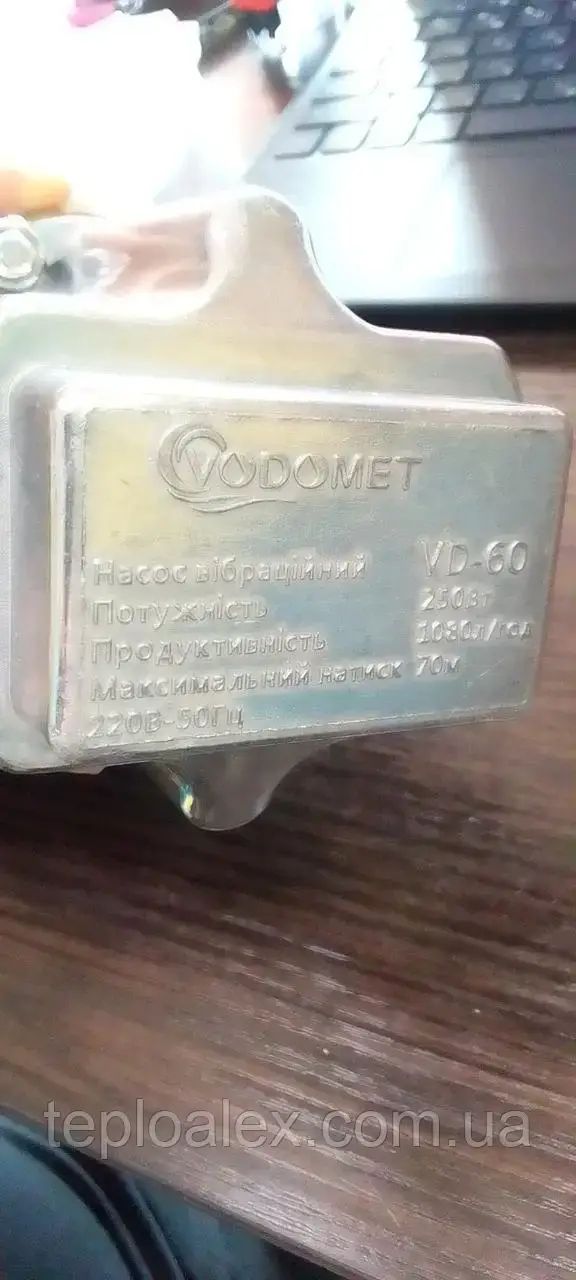 VODOMET
Насос вібраційний VD-60
Потужність 250Вт
Продуктивність 1080л/год
Максимальний натиск 70м
220В-50Гц
teploalex.com.ua